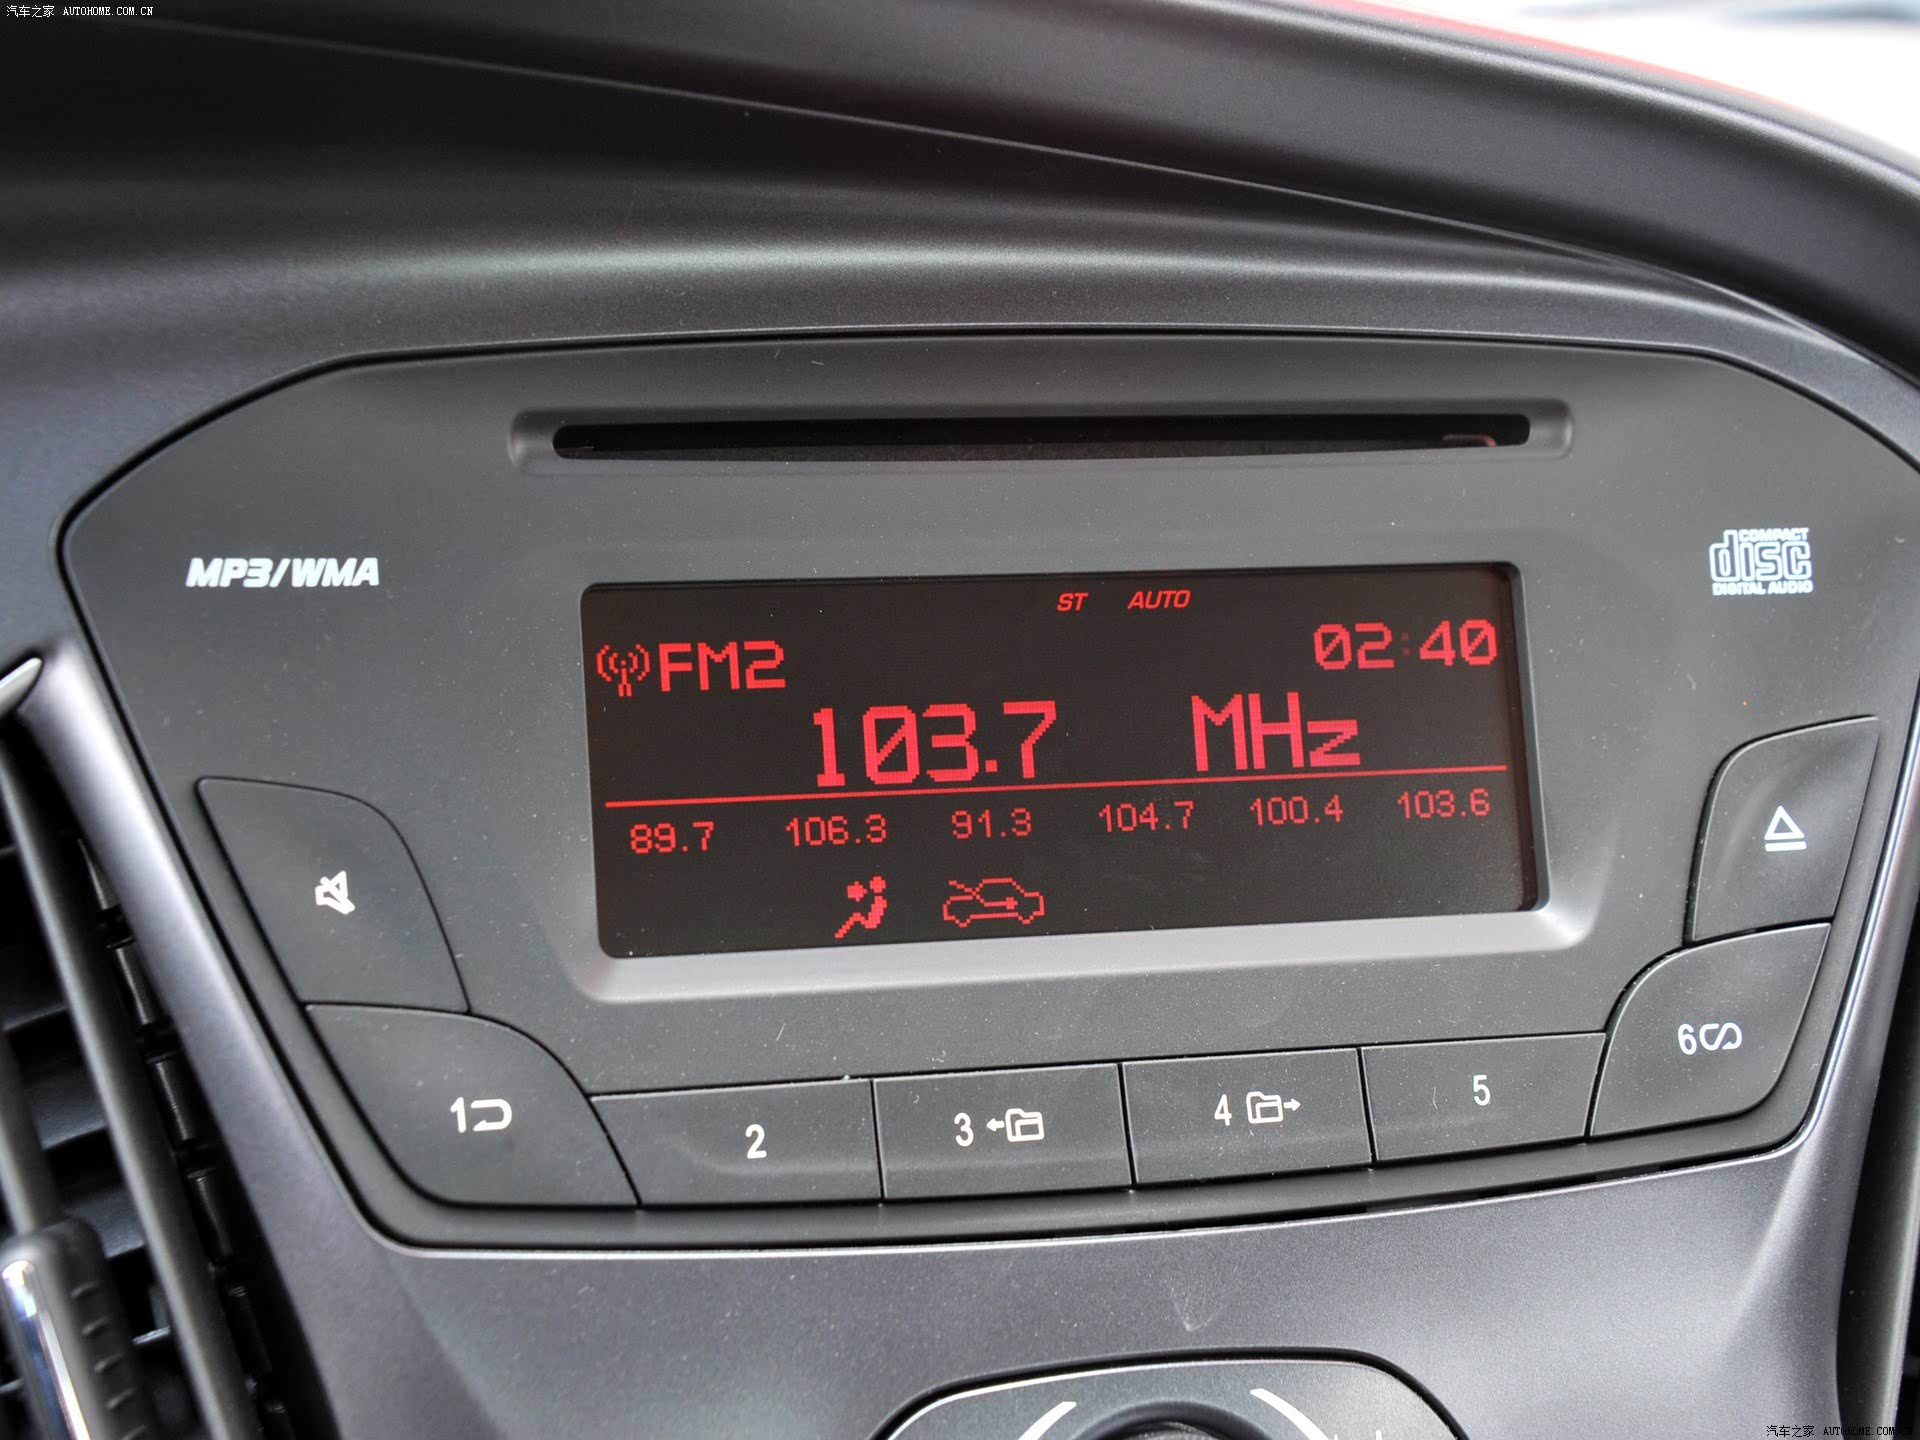 汽车之家 AUTOHOME.COM.CN
MP3/WMA
COMPACT
disc
DIGITAL AUDIO
ST AUTO
FM2 02:40
103.7 MHz
89.7 106.3 91.3 104.7 100.4 103.6
1 2 3 4 5 6
汽车之家 AUTOHOME.COM.CN